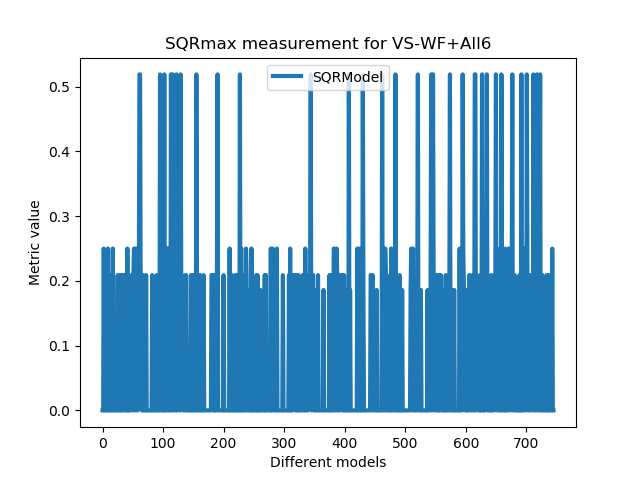 SQRmax measurement for VS-WF+All6
SQRModel
Metric value
0.5
0.4
0.3
0.2
0.1
0.0
0 100 200 300 400 500 600 700
Different models